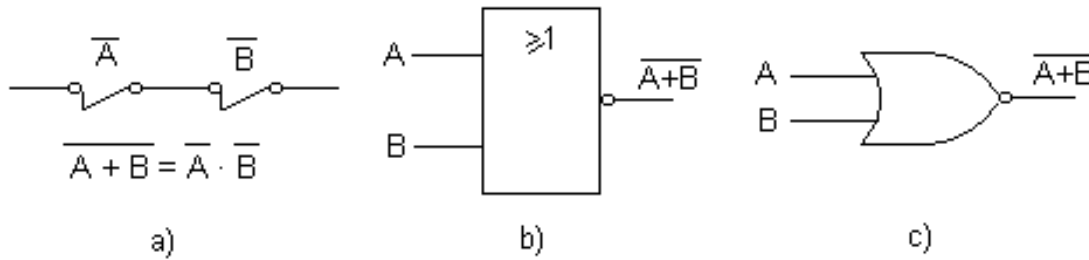 A̅ B̅
A̅ ̅+̅ ̅B̅ = A̅ · B̅
a)
≥1
A
B
A̅+̅B̅
b)
A
B
A̅+̅B̅
c)